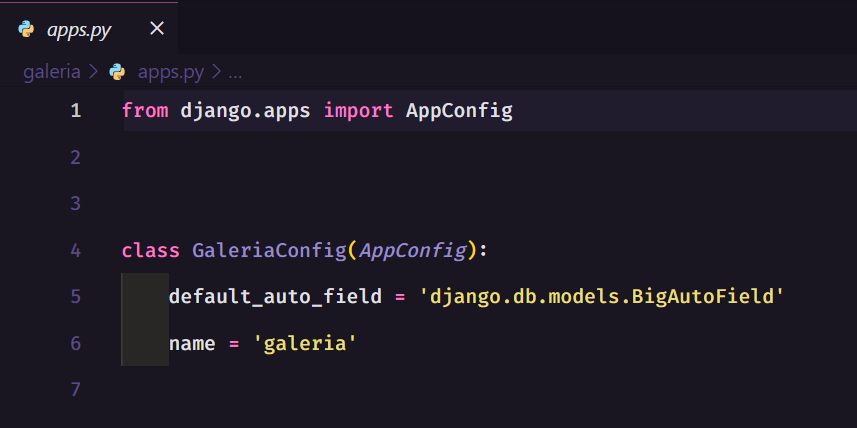 apps.py
galeria > apps.py > ...
1 from django.apps import AppConfig
2
3
4 class GaleriaConfig(AppConfig):
5     default_auto_field = 'django.db.models.BigAutoField'
6     name = 'galeria'
7